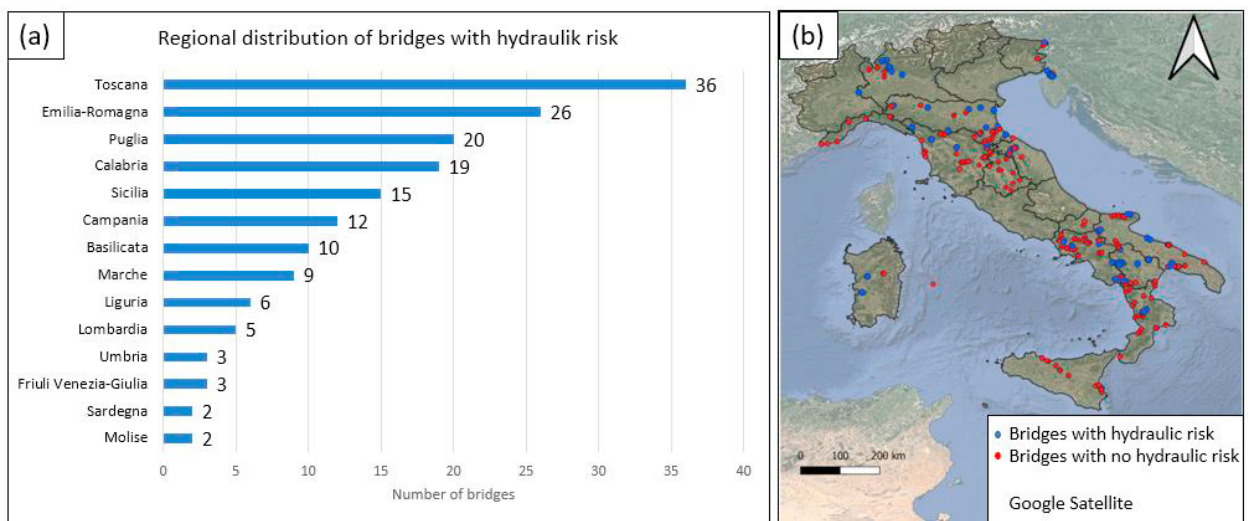 (a)
Regional distribution of bridges with hydraulik risk
Toscana 36
Emilia-Romagna 26
Puglia 20
Calabria 19
Sicilia 15
Campania 12
Basilicata 10
Marche 9
Liguria 6
Lombardia 5
Umbria 3
Friuli Venezia-Giulia 3
Sardegna 2
Molise 2
0 5 10 15 20 25 30 35 40
Number of bridges
(b)
Bridges with hydraulic risk
Bridges with no hydraulic risk
Google Satellite
0 100 200 km